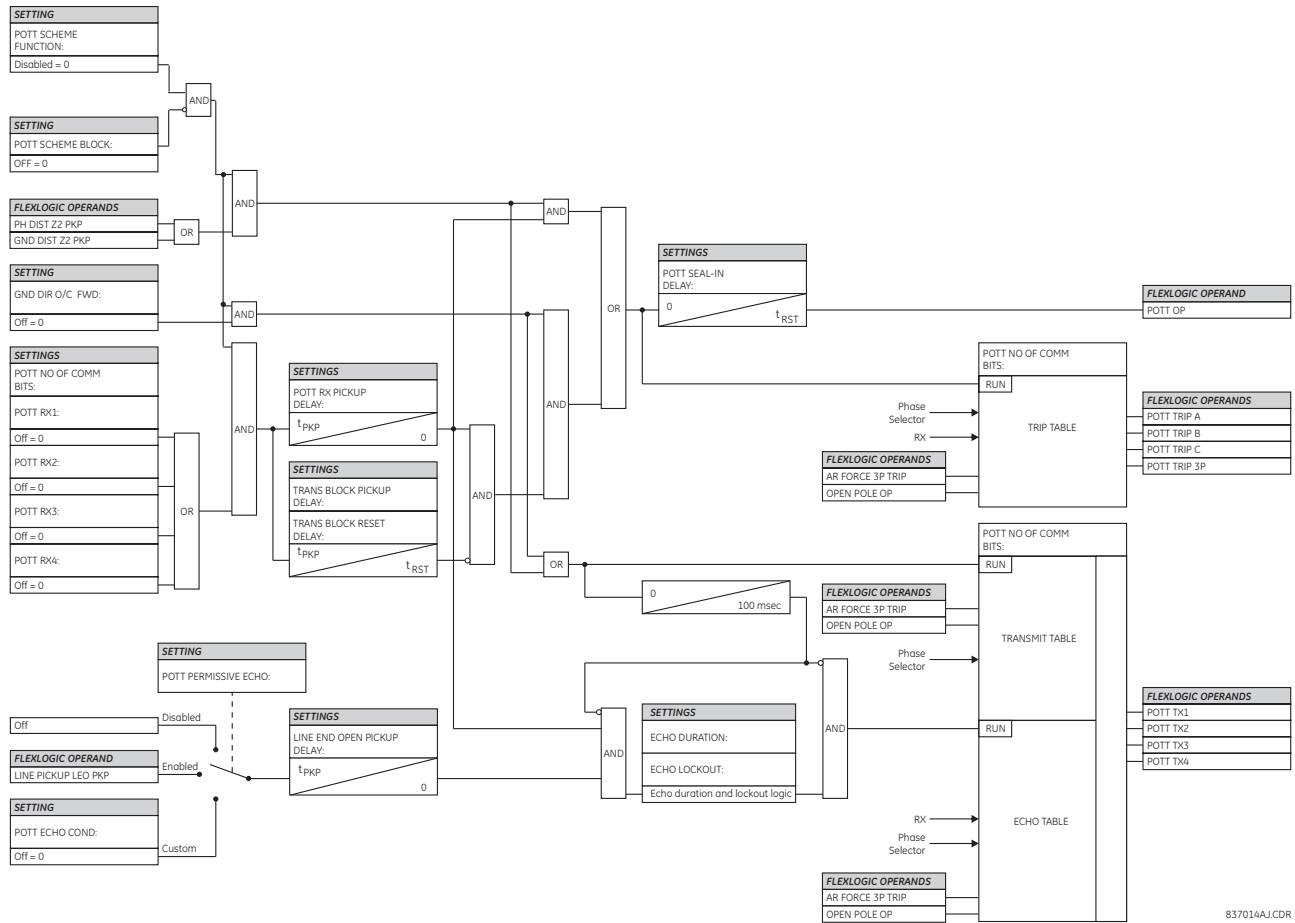 SETTING
POTT SCHEME
FUNCTION:
Disabled = 0
AND
SETTING
POTT SCHEME BLOCK:
OFF = 0
AND
FLEXLOGIC OPERANDS
PH DIST Z2 PKP
GND DIST Z2 PKP
OR
AND
OR
SETTINGS
POTT SEAL-IN
DELAY:
0
tRST
FLEXLOGIC OPERAND
POTT OP
SETTING
GND DIR O/C FWD:
Off = 0
AND
SETTINGS
POTT NO OF COMM
BITS:
POTT RX1:
Off = 0
POTT RX2:
Off = 0
POTT RX3:
Off = 0
POTT RX4:
Off = 0
OR
AND
SETTINGS
POTT RX PICKUP
DELAY:
tPKP
0
SETTINGS
TRANS BLOCK PICKUP
DELAY:
TRANS BLOCK RESET
DELAY:
tPKP
tRST
AND
AND
OR
POTT NO OF COMM
BITS:
RUN
TRIP TABLE
Phase
Selector
RX
FLEXLOGIC OPERANDS
AR FORCE 3P TRIP
OPEN POLE OP
FLEXLOGIC OPERANDS
POTT TRIP A
POTT TRIP B
POTT TRIP C
POTT TRIP 3P
0
100 msec
POTT NO OF COMM
BITS:
RUN
TRANSMIT TABLE
FLEXLOGIC OPERANDS
AR FORCE 3P TRIP
OPEN POLE OP
Phase
Selector
SETTING
POTT PERMISSIVE ECHO:
Off
Disabled
FLEXLOGIC OPERAND
LINE PICKUP LEO PKP
Enabled
SETTING
POTT ECHO COND:
Off = 0
Custom
SETTINGS
LINE END OPEN PICKUP
DELAY:
tPKP
0
AND
SETTINGS
ECHO DURATION:
ECHO LOCKOUT:
Echo duration and lockout logic
AND
RUN
ECHO TABLE
RX
Phase
Selector
FLEXLOGIC OPERANDS
AR FORCE 3P TRIP
OPEN POLE OP
FLEXLOGIC OPERANDS
POTT TX1
POTT TX2
POTT TX3
POTT TX4
837014AJ.CDR